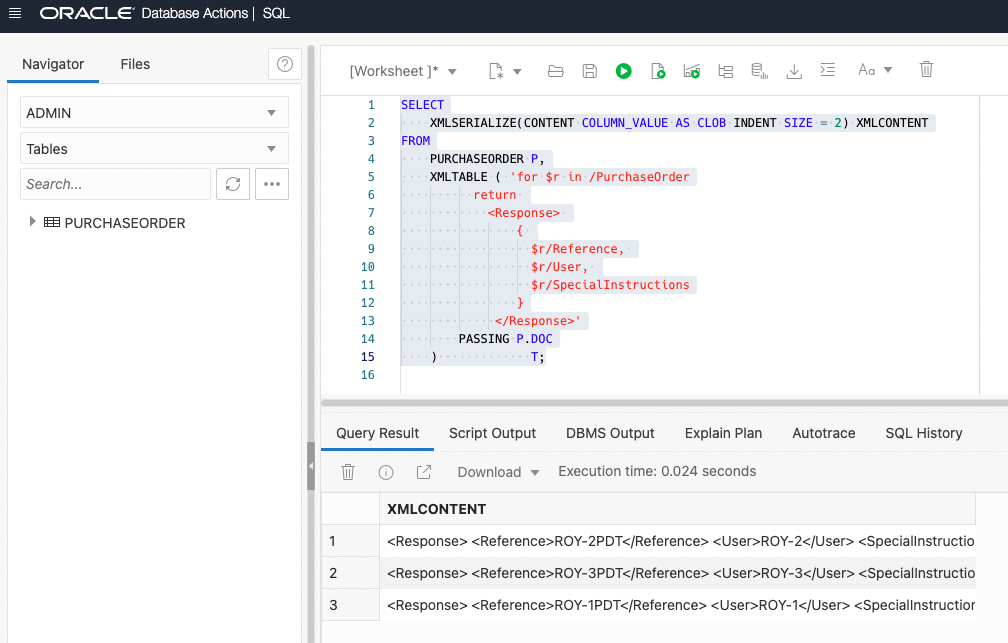 ORACLE Database Actions | SQL
Navigator Files
ADMIN
Tables
Search...
PURCHASEORDER
[Worksheet ]*
Aa
1 SELECT
2 XMLSERIALIZE(CONTENT COLUMN_VALUE AS CLOB INDENT SIZE = 2) XMLCONTENT
3 FROM
4 PURCHASEORDER P,
5 XMLTABLE ( 'for $r in /PurchaseOrder
6 return
7 <Response>
8 {
9 $r/Reference,
10 $r/User,
11 $r/SpecialInstructions
12 }
13 </Response>'
14 PASSING P.DOC
15 ) T;
16
Query Result Script Output DBMS Output Explain Plan Autotrace SQL History
Download Execution time: 0.024 seconds
XMLCONTENT
1 <Response> <Reference>ROY-2PDT</Reference> <User>ROY-2</User> <SpecialInstructio
2 <Response> <Reference>ROY-3PDT</Reference> <User>ROY-3</User> <SpecialInstructio
3 <Response> <Reference>ROY-1PDT</Reference> <User>ROY-1</User> <SpecialInstruction